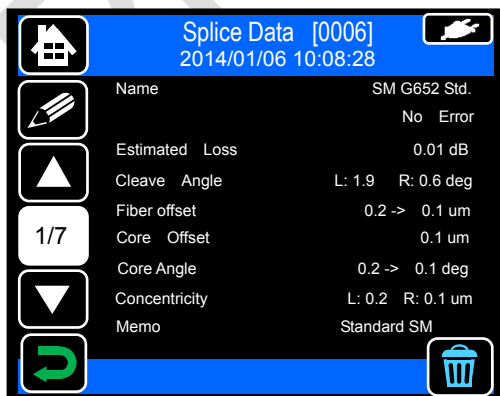 Splice Data [0006]
2014/01/06 10:08:28
Name SM G652 Std.
No Error
Estimated Loss 0.01 dB
Cleave Angle L: 1.9 R: 0.6 deg
Fiber offset 0.2 -> 0.1 um
1/7
Core Offset 0.1 um
Core Angle 0.2 -> 0.1 deg
Concentricity L: 0.2 R: 0.1 um
Memo Standard SM